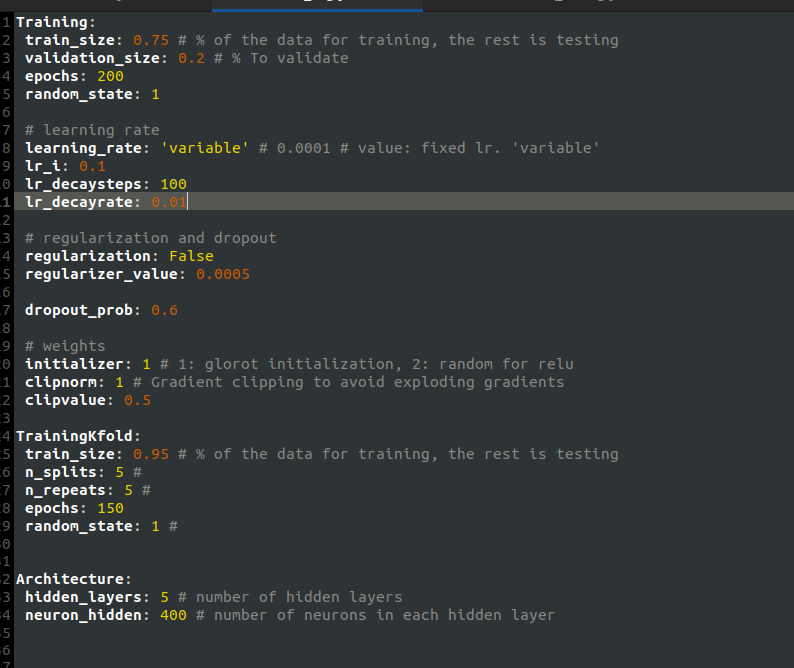 1 Training:
2 train_size: 0.75 # % of the data for training, the rest is testing
3 validation_size: 0.2 # % To validate
4 epochs: 200
5 random_state: 1
6
7 # learning rate
8 learning_rate: 'variable' # 0.0001 # value: fixed lr. 'variable'
9 lr_i: 0.1
0 lr_decaysteps: 100
1 lr_decayrate: 0.01
2
3 # regularization and dropout
4 regularization: False
5 regularizer_value: 0.0005
6
7 dropout_prob: 0.6
8
9 # weights
0 initializer: 1 # 1: glorot initialization, 2: random for relu
1 clipnorm: 1 # Gradient clipping to avoid exploding gradients
2 clipvalue: 0.5
3
4 TrainingKfold:
5 train_size: 0.95 # % of the data for training, the rest is testing
6 n_splits: 5 #
7 n_repeats: 5 #
8 epochs: 150
9 random_state: 1 #
0
1
2 Architecture:
3 hidden_layers: 5 # number of hidden layers
4 neuron_hidden: 400 # number of neurons in each hidden layer
5
6